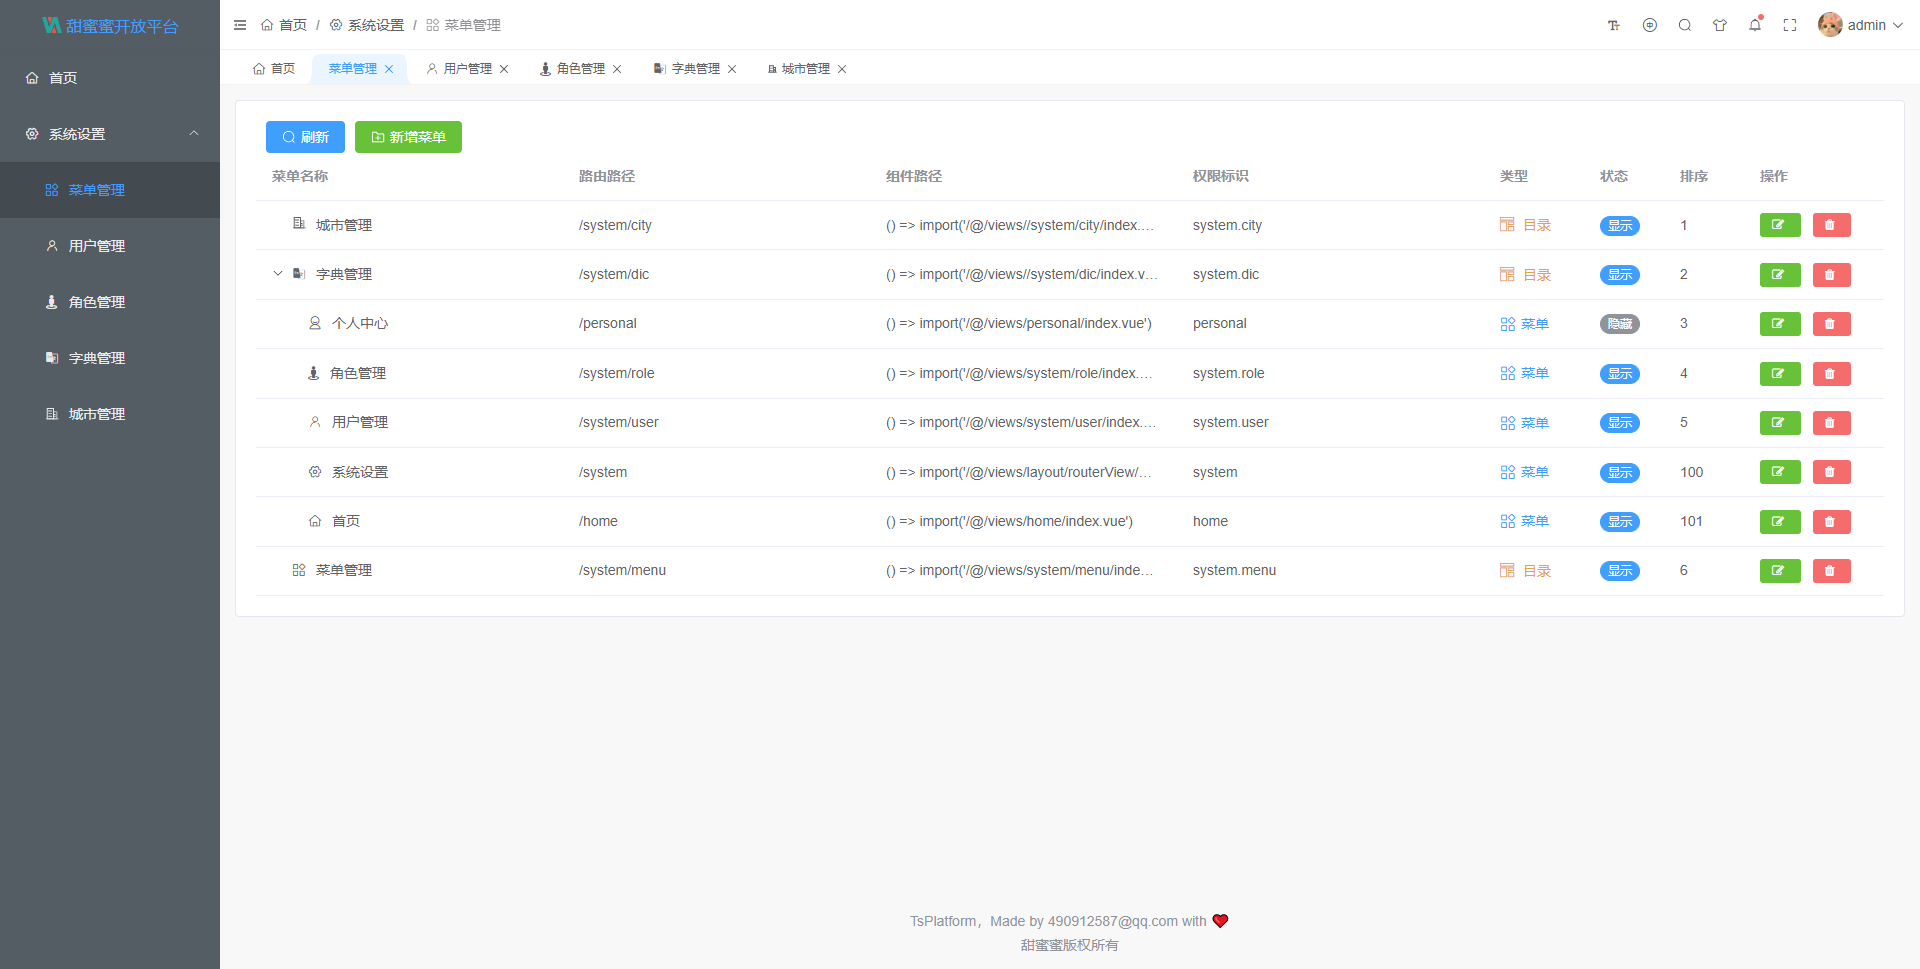 甜蜜蜜开放平台
首页
系统设置
菜单管理
用户管理
角色管理
字典管理
城市管理
首页 / 系统设置 / 菜单管理
admin
首页 菜单管理 用户管理 角色管理 字典管理 城市管理
刷新 新增菜单
菜单名称 路由路径 组件路径 权限标识 类型 状态 排序 操作
城市管理 /system/city () => import('/@/views//system/city/index.… system.city 目录 显示 1
字典管理 /system/dic () => import('/@/views//system/dic/index.v… system.dic 目录 显示 2
个人中心 /personal () => import('/@/views/personal/index.vue') personal 菜单 隐藏 3
角色管理 /system/role () => import('/@/views/system/role/index.… system.role 菜单 显示 4
用户管理 /system/user () => import('/@/views/system/user/index.… system.user 菜单 显示 5
系统设置 /system () => import('/@/views/layout/routerView/… system 菜单 显示 100
首页 /home () => import('/@/views/home/index.vue') home 菜单 显示 101
菜单管理 /system/menu () => import('/@/views/system/menu/inde… system.menu 目录 显示 6
TsPlatform，Made by 490912587@qq.com with
甜蜜蜜版权所有